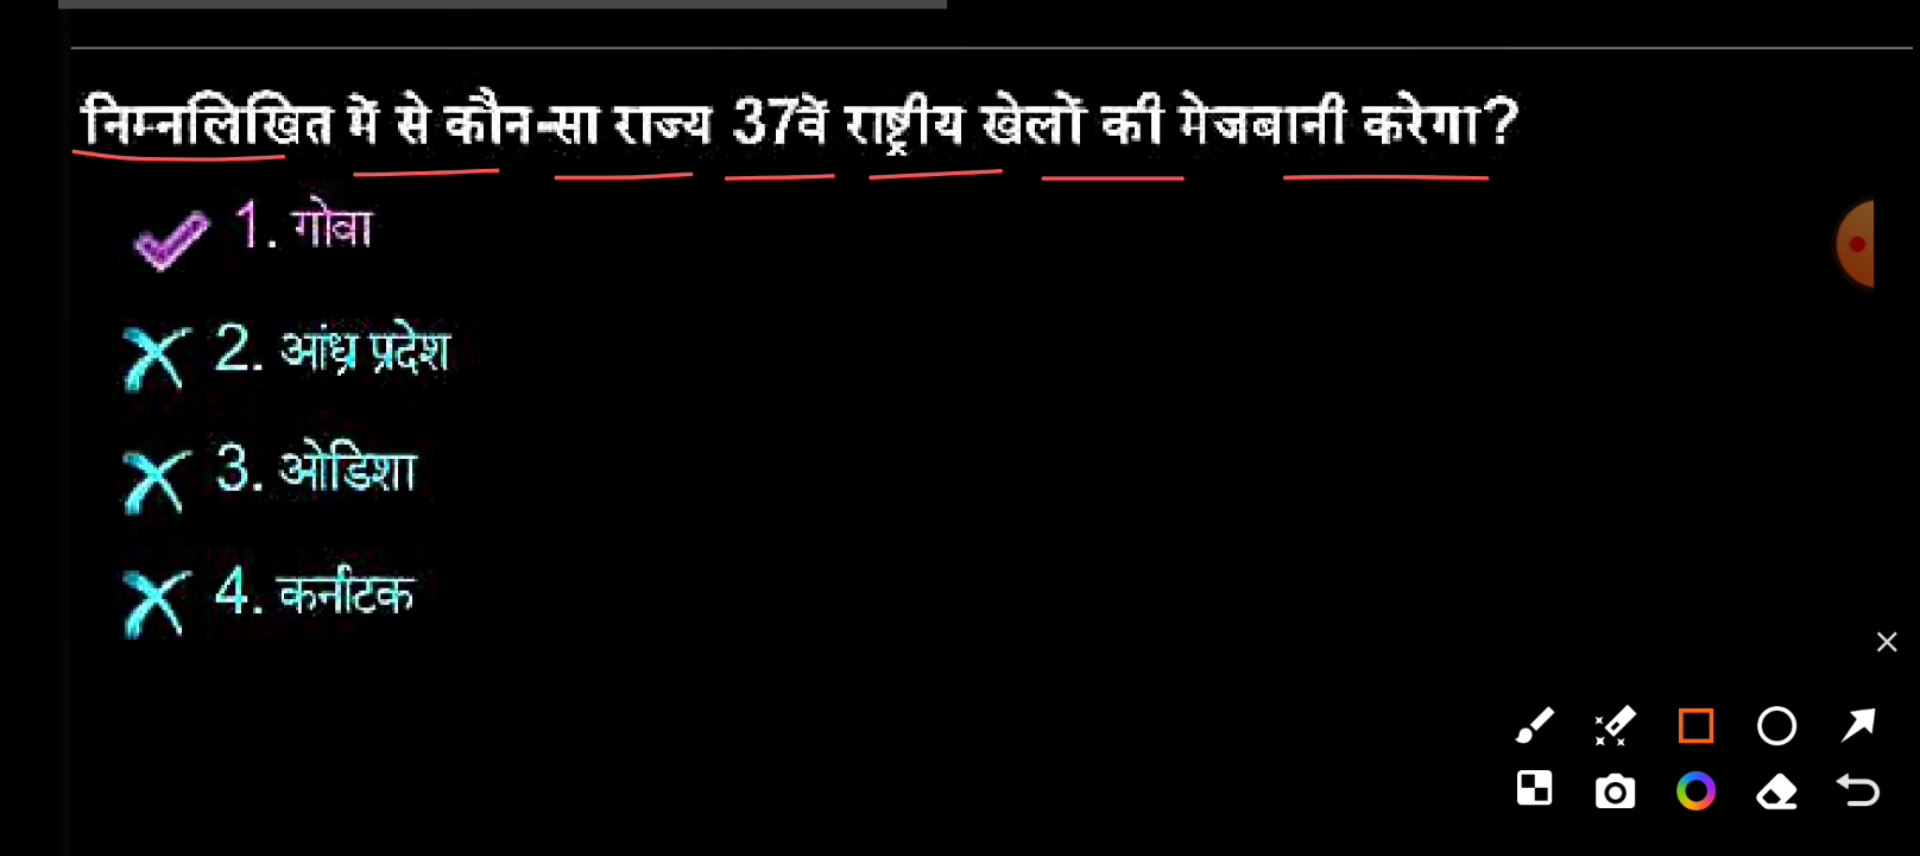 निम्नलिखित में से कौन-सा राज्य 37वें राष्ट्रीय खेलों की मेजबानी करेगा?
1. गोवा
2. आंध्र प्रदेश
3. ओडिशा
4. कर्नाटक